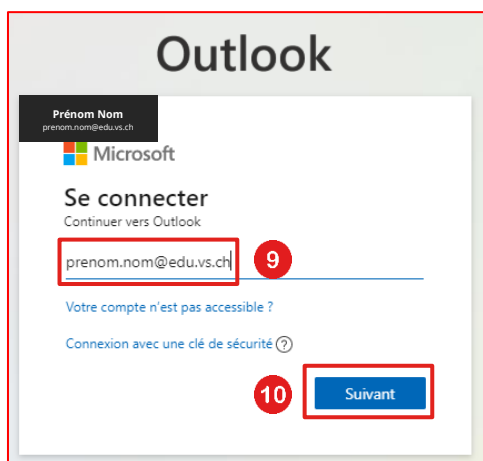 Outlook
Prénom Nom
prenom.nom@edu.vs.ch
Microsoft
Se connecter
Continuer vers Outlook
prenom.nom@edu.vs.ch
9
Votre compte n'est pas accessible ?
Connexion avec une clé de sécurité ?
10
Suivant